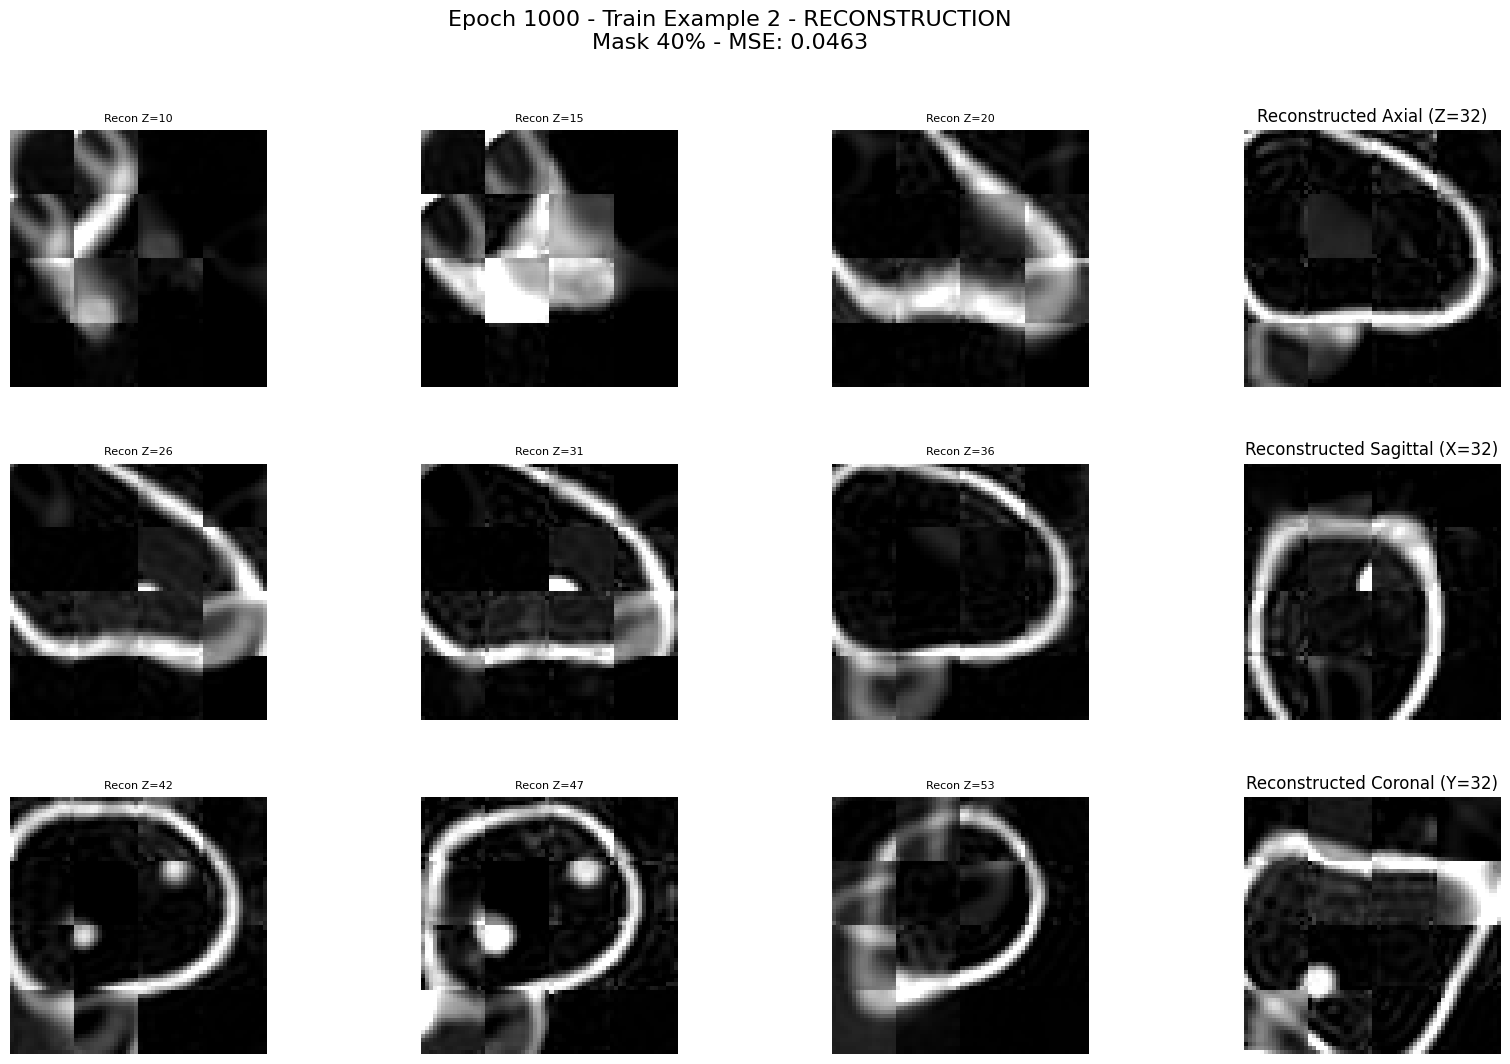 Epoch 1000 - Train Example 2 - RECONSTRUCTION
Mask 40% - MSE: 0.0463
Recon Z=10
Recon Z=15
Recon Z=20
Reconstructed Axial (Z=32)
Recon Z=26
Recon Z=31
Recon Z=36
Reconstructed Sagittal (X=32)
Recon Z=42
Recon Z=47
Recon Z=53
Reconstructed Coronal (Y=32)